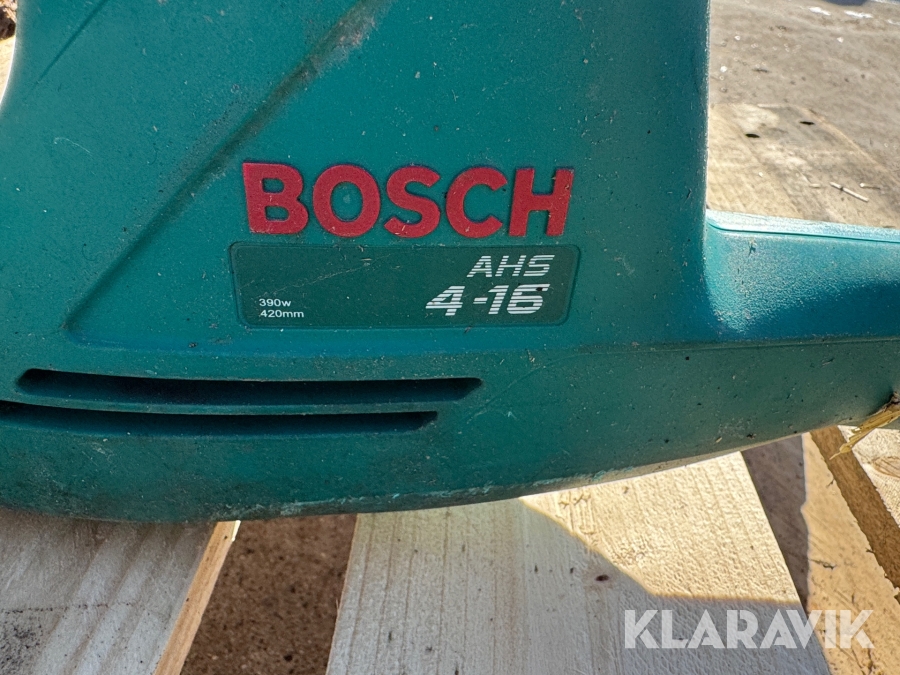 BOSCH
AHS
4-16
390w
420mm
KLARAVIK